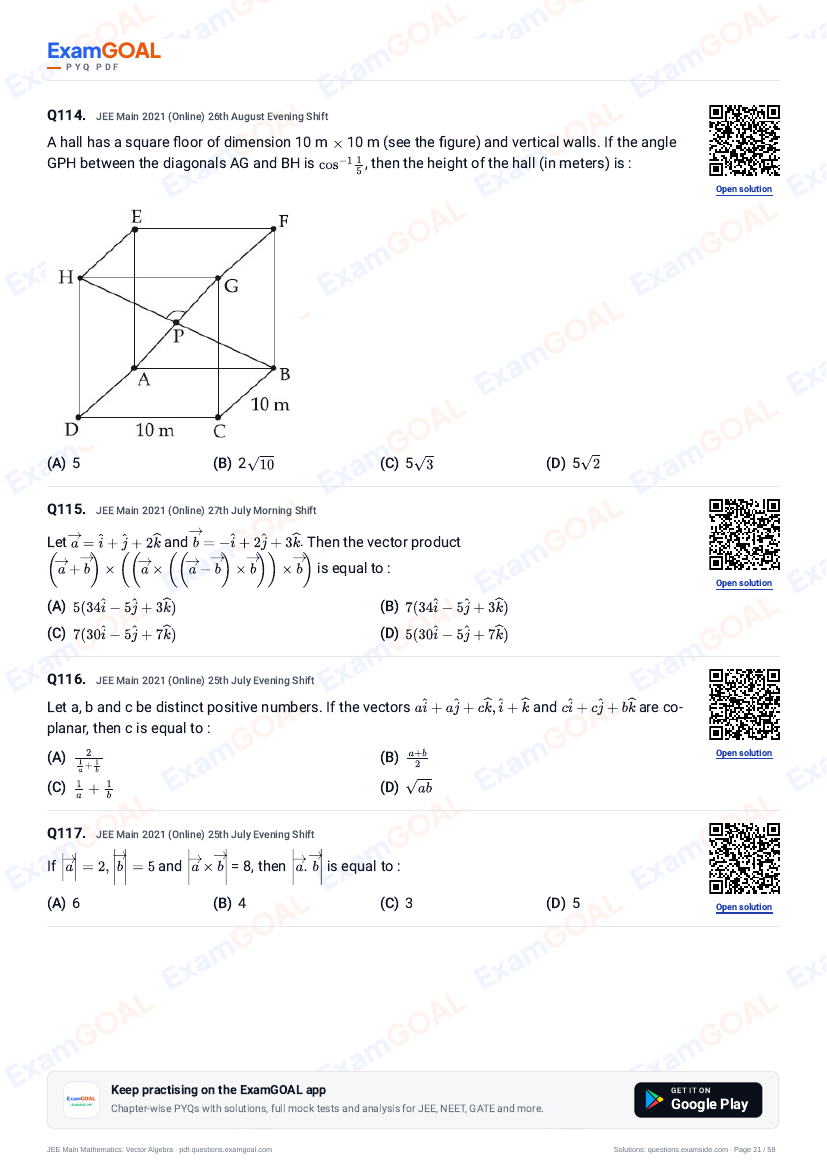 ExamGOAL
PYQ PDF
Q114. JEE Main 2021 (Online) 26th August Evening Shift
A hall has a square floor of dimension 10 m × 10 m (see the figure) and vertical walls. If the angle
GPH between the diagonals AG and BH is cos⁻¹ 1/5, then the height of the hall (in meters) is :
Open solution
E
F
H
G
P
A
B
10 m
D
10 m
C
(A) 5 (B) 2√10 (C) 5√3 (D) 5√2
Q115. JEE Main 2021 (Online) 27th July Morning Shift
Let a⃗ = î + ĵ + 2k̂ and b⃗ = −î + 2ĵ + 3k̂. Then the vector product
(a⃗ + b⃗) × ((a⃗ × ((a⃗ − b⃗) × b⃗)) × b⃗) is equal to :
Open solution
(A) 5(34î − 5ĵ + 3k̂) (B) 7(34î − 5ĵ + 3k̂)
(C) 7(30î − 5ĵ + 7k̂) (D) 5(30î − 5ĵ + 7k̂)
Q116. JEE Main 2021 (Online) 25th July Evening Shift
Let a, b and c be distinct positive numbers. If the vectors aî + aĵ + ck̂, î + k̂ and cî + cĵ + bk̂ are co-
planar, then c is equal to :
Open solution
(A) 2/(1/a + 1/b) (B) (a+b)/2
(C) 1/a + 1/b (D) √ab
Q117. JEE Main 2021 (Online) 25th July Evening Shift
If |a⃗| = 2, |b⃗| = 5 and |a⃗ × b⃗| = 8, then |a⃗. b⃗| is equal to :
Open solution
(A) 6 (B) 4 (C) 3 (D) 5
Keep practising on the ExamGOAL app
Chapter-wise PYQs with solutions, full mock tests and analysis for JEE, NEET, GATE and more.
GET IT ON
Google Play
JEE Main Mathematics: Vector Algebra · pdf.questions.examgoal.com
Solutions: questions.examside.com · Page 21 / 58